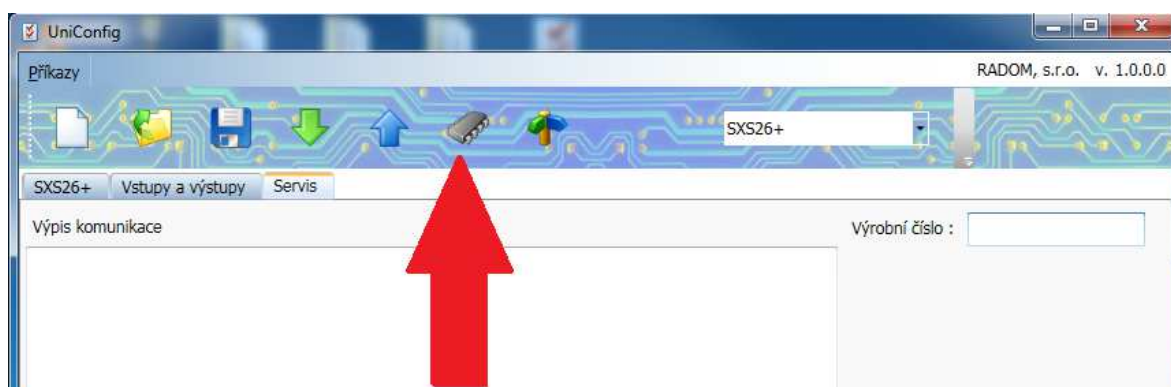 UniConfig
Příkazy
RADOM, s.r.o. v. 1.0.0.0
SXS26+
SXS26+ Vstupy a výstupy Servis
Výpis komunikace
Výrobní číslo :